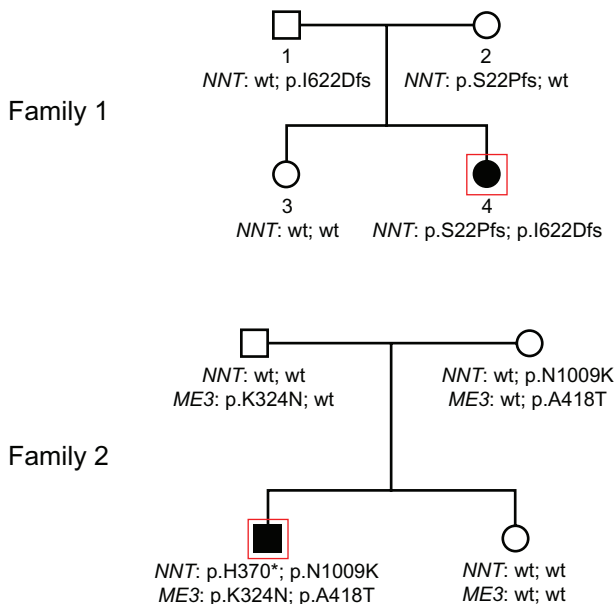 1
2
NNT: wt; p.I622Dfs
NNT: p.S22Pfs; wt
Family 1
3
4
NNT: wt; wt
NNT: p.S22Pfs; p.I622Dfs
NNT: wt; wt
ME3: p.K324N; wt
NNT: wt; p.N1009K
ME3: wt; p.A418T
Family 2
NNT: p.H370*; p.N1009K
ME3: p.K324N; p.A418T
NNT: wt; wt
ME3: wt; wt